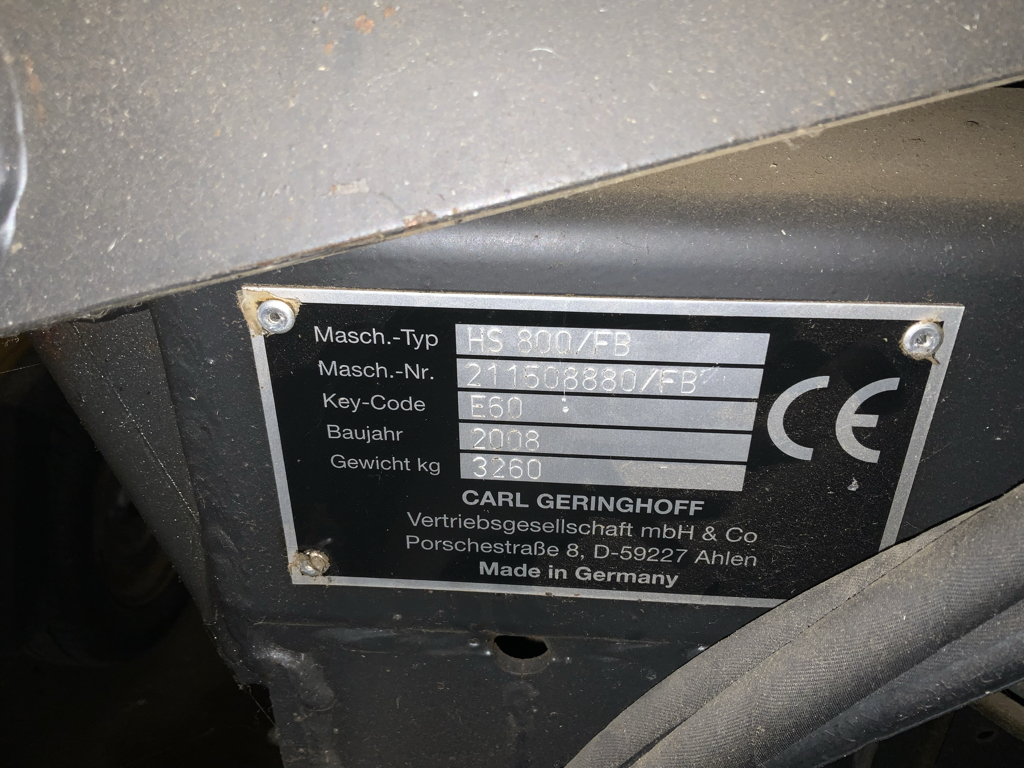 Masch.-Typ HS 800/FB
Masch.-Nr. 211508880/FB
Key-Code E60
Baujahr 2008
Gewicht kg 3260
CE
CARL GERINGHOFF
Vertriebsgesellschaft mbH & Co
Porschestraße 8, D-59227 Ahlen
Made in Germany